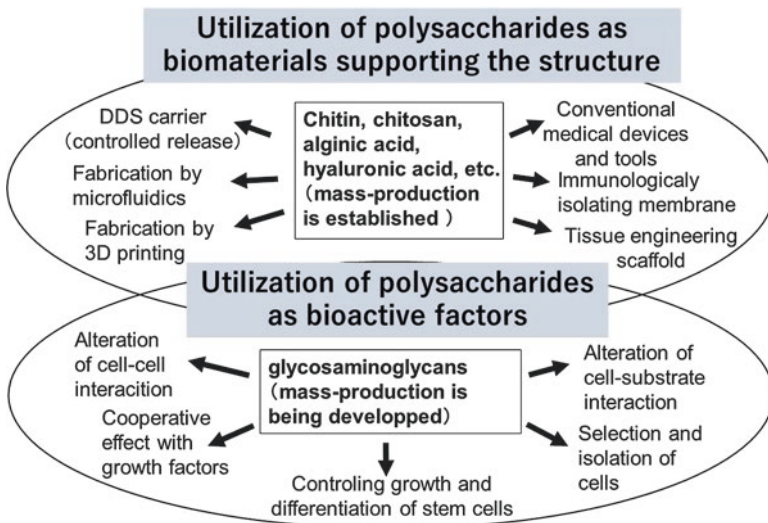 Utilization of polysaccharides as
biomaterials supporting the structure
DDS carrier
(controlled release)
Fabrication by
microfluidics
Fabrication by
3D printing
Chitin, chitosan,
alginic acid,
hyaluronic acid, etc.
(mass-production
is established )
Conventional
medical devices
and tools
Immunologicaly
isolating membrane
Tissue engineering
scaffold
Utilization of polysaccharides
as bioactive factors
Alteration
of cell-cell
interacition
Cooperative
effect with
growth factors
glycosaminoglycans
(mass-production is
being developped)
Alteration of
cell-substrate
interaction
Selection and
isolation of
cells
Controling growth and
differentiation of stem cells